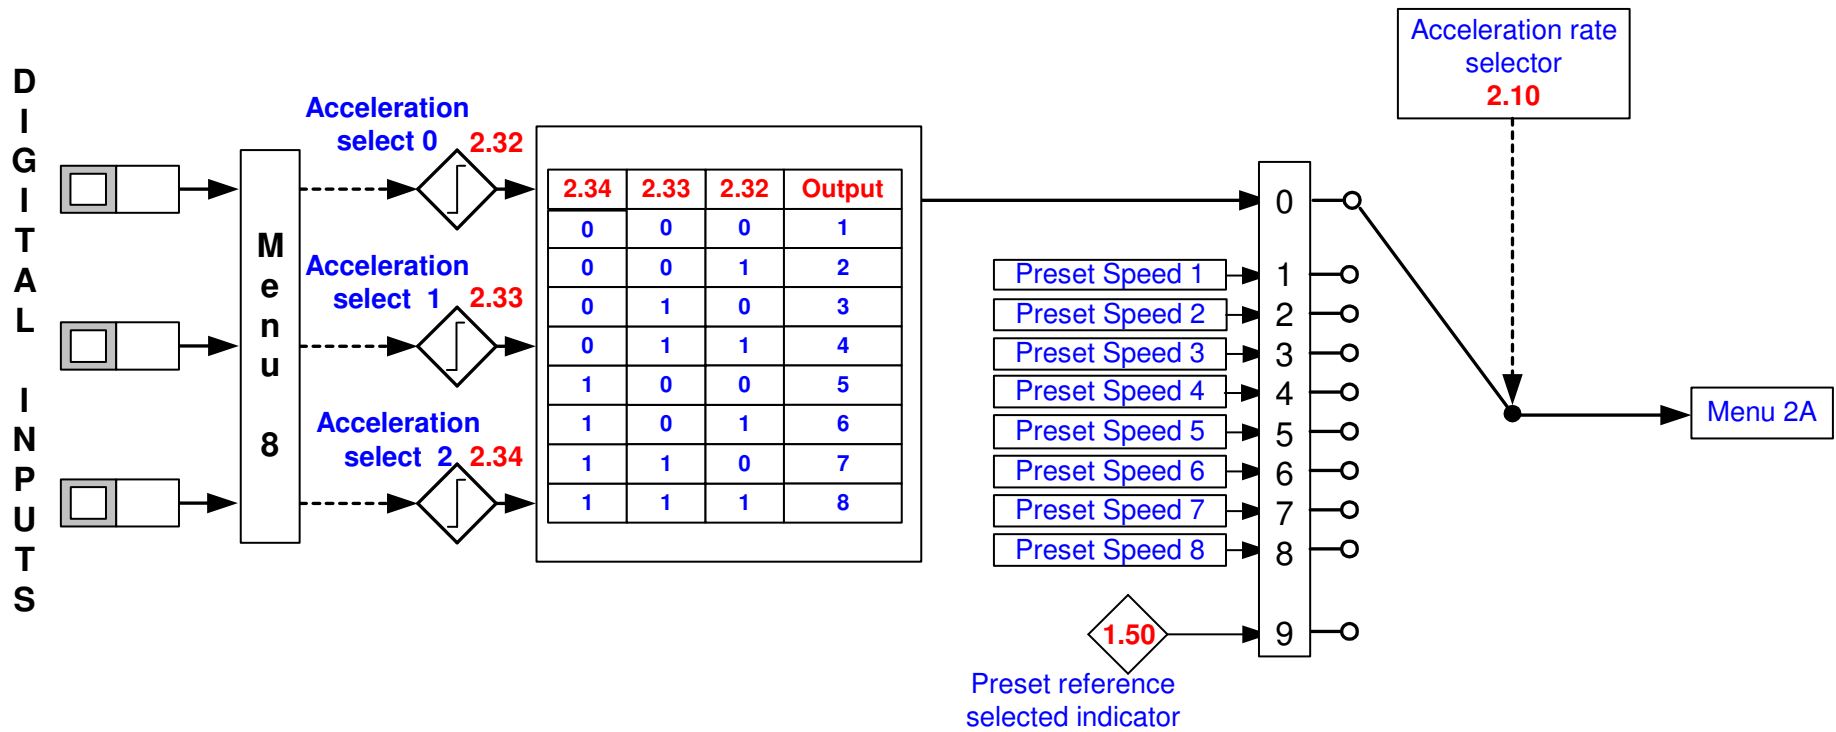 DIGITAL INPUTS
Menu 8
Acceleration
select 0
2.32
Acceleration
select 1
2.33
Acceleration
select 2
2.34
2.34 2.33 2.32 Output
0 0 0 1
0 0 1 2
0 1 0 3
0 1 1 4
1 0 0 5
1 0 1 6
1 1 0 7
1 1 1 8
Preset Speed 1
Preset Speed 2
Preset Speed 3
Preset Speed 4
Preset Speed 5
Preset Speed 6
Preset Speed 7
Preset Speed 8
1.50
Preset reference
selected indicator
0
1
2
3
4
5
6
7
8
9
Acceleration rate
selector
2.10
Menu 2A